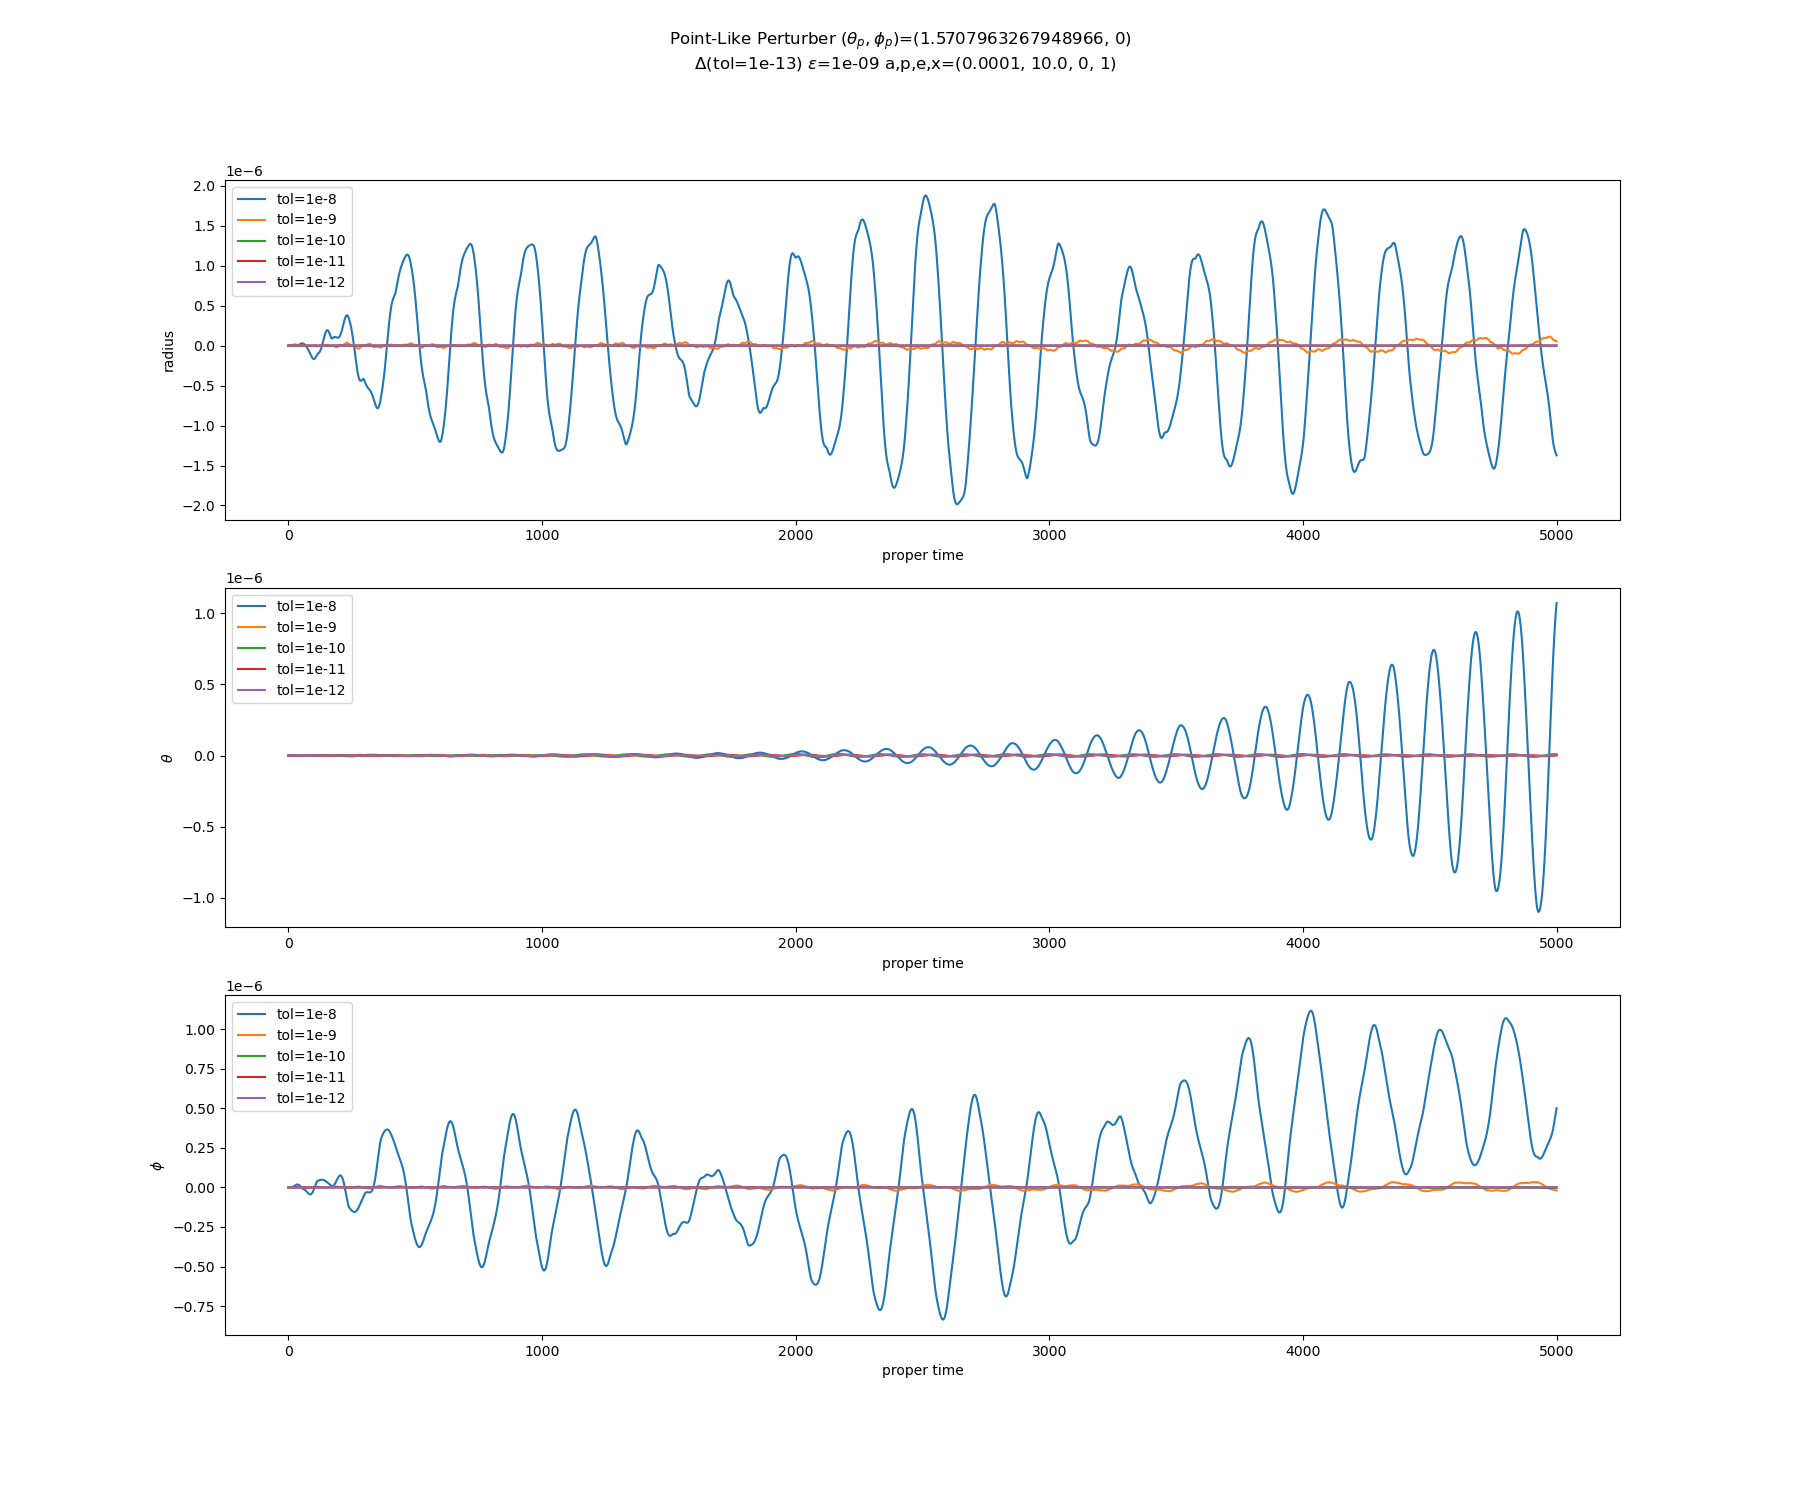 Point-Like Perturber (θp, ϕp)=(1.5707963267948966, 0)
Δ(tol=1e-13) ε=1e-09 a,p,e,x=(0.0001, 10.0, 0, 1)
1e−6
2.0
1.5
1.0
0.5
0.0
−0.5
−1.0
−1.5
−2.0
radius
tol=1e-8
tol=1e-9
tol=1e-10
tol=1e-11
tol=1e-12
0 1000 2000 3000 4000 5000
proper time
1e−6
1.0
0.5
0.0
−0.5
−1.0
θ
tol=1e-8
tol=1e-9
tol=1e-10
tol=1e-11
tol=1e-12
0 1000 2000 3000 4000 5000
proper time
1e−6
1.00
0.75
0.50
0.25
0.00
−0.25
−0.50
−0.75
ϕ
tol=1e-8
tol=1e-9
tol=1e-10
tol=1e-11
tol=1e-12
0 1000 2000 3000 4000 5000
proper time